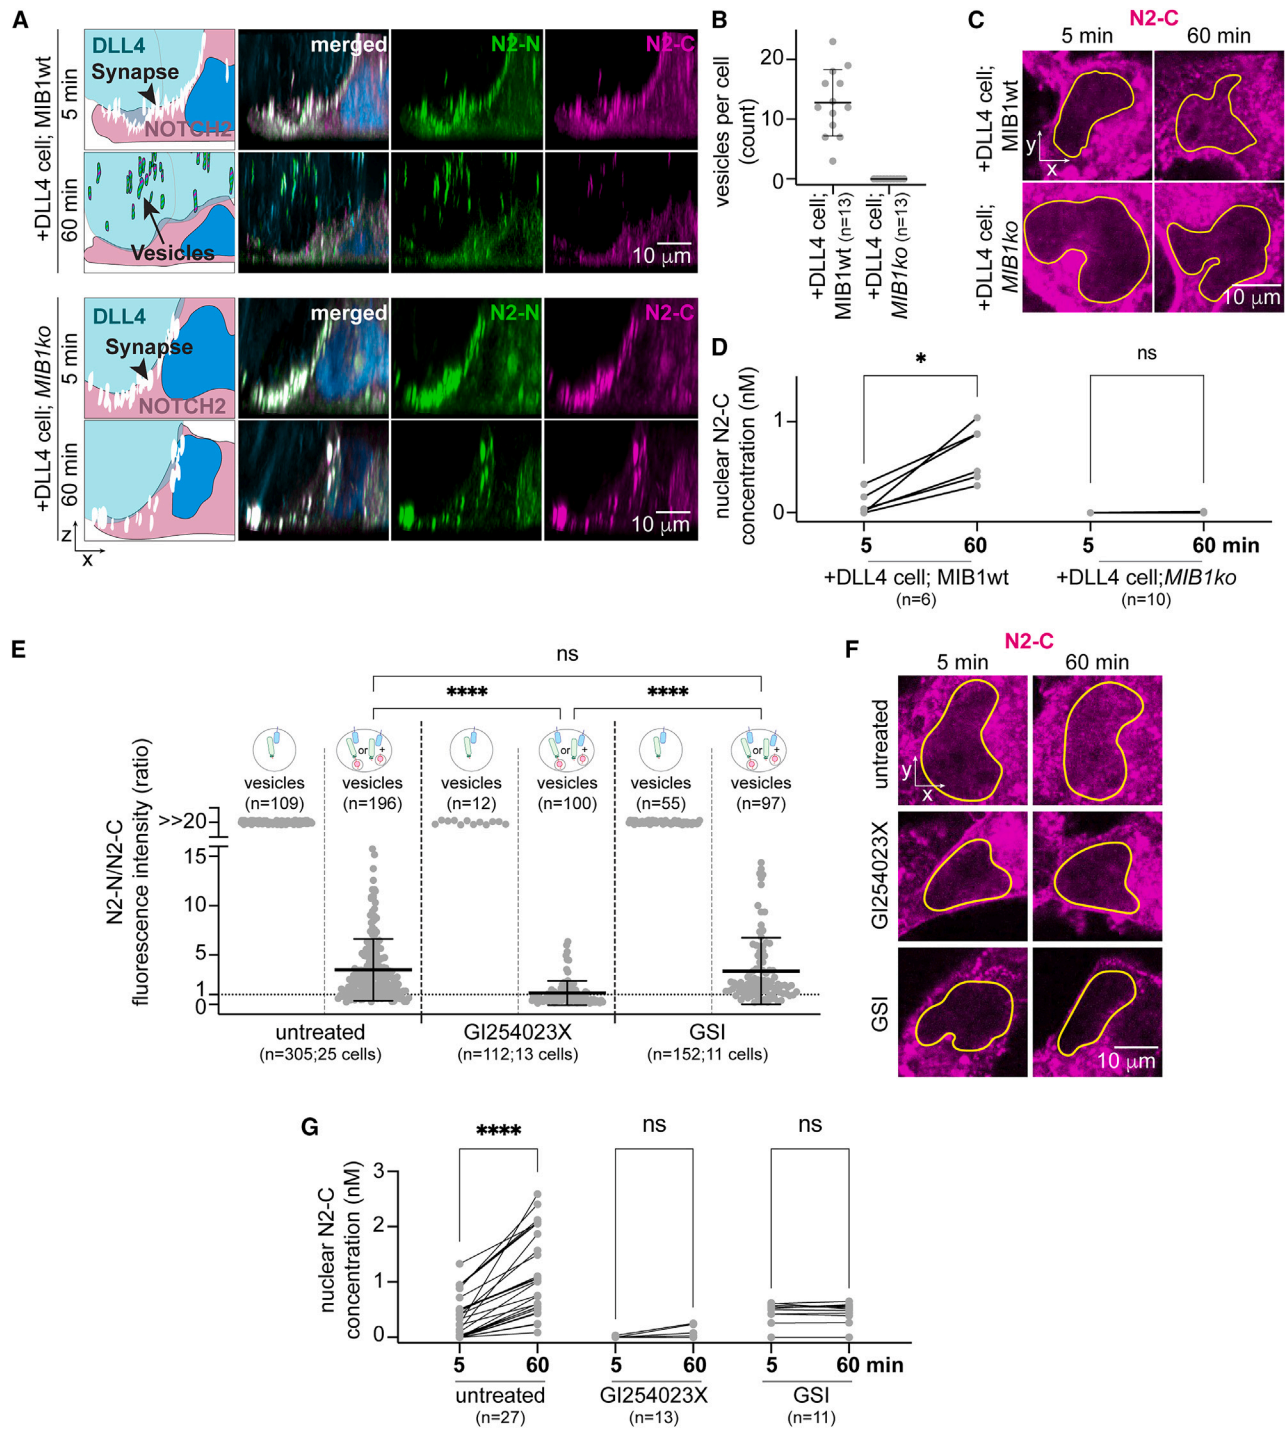 A
+DLL4 cell; MIB1wt
5 min
60 min
DLL4
Synapse
NOTCH2
merged
N2-N
N2-C
Vesicles
10 µm
+DLL4 cell; MIB1ko
5 min
60 min
DLL4
Synapse
NOTCH2
merged
N2-N
N2-C
10 µm
z
x
B
vesicles per cell
(count)
20
10
0
+DLL4 cell;
MIB1wt (n=13)
+DLL4 cell;
MIB1ko (n=13)
C
N2-C
5 min
60 min
+DLL4 cell;
MIB1wt
y
x
+DLL4 cell;
MIB1ko
10 µm
D
nuclear N2-C
concentration (nM)
1
0
*
ns
5
60
5
60 min
+DLL4 cell; MIB1wt
(n=6)
+DLL4 cell;MIB1ko
(n=10)
E
ns
****
****
N2-N/N2-C
fluorescence intensity (ratio)
or
+
or
+
or
+
vesicles
(n=109)
vesicles
(n=196)
vesicles
(n=12)
vesicles
(n=100)
vesicles
(n=55)
vesicles
(n=97)
>>20
15
10
5
1
0
untreated
(n=305;25 cells)
GI254023X
(n=112;13 cells)
GSI
(n=152;11 cells)
F
N2-C
5 min
60 min
untreated
y
x
GI254023X
GSI
10 µm
G
nuclear N2-C
concentration (nM)
3
2
1
0
****
ns
ns
5
60
5
60
5
60 min
untreated
(n=27)
GI254023X
(n=13)
GSI
(n=11)